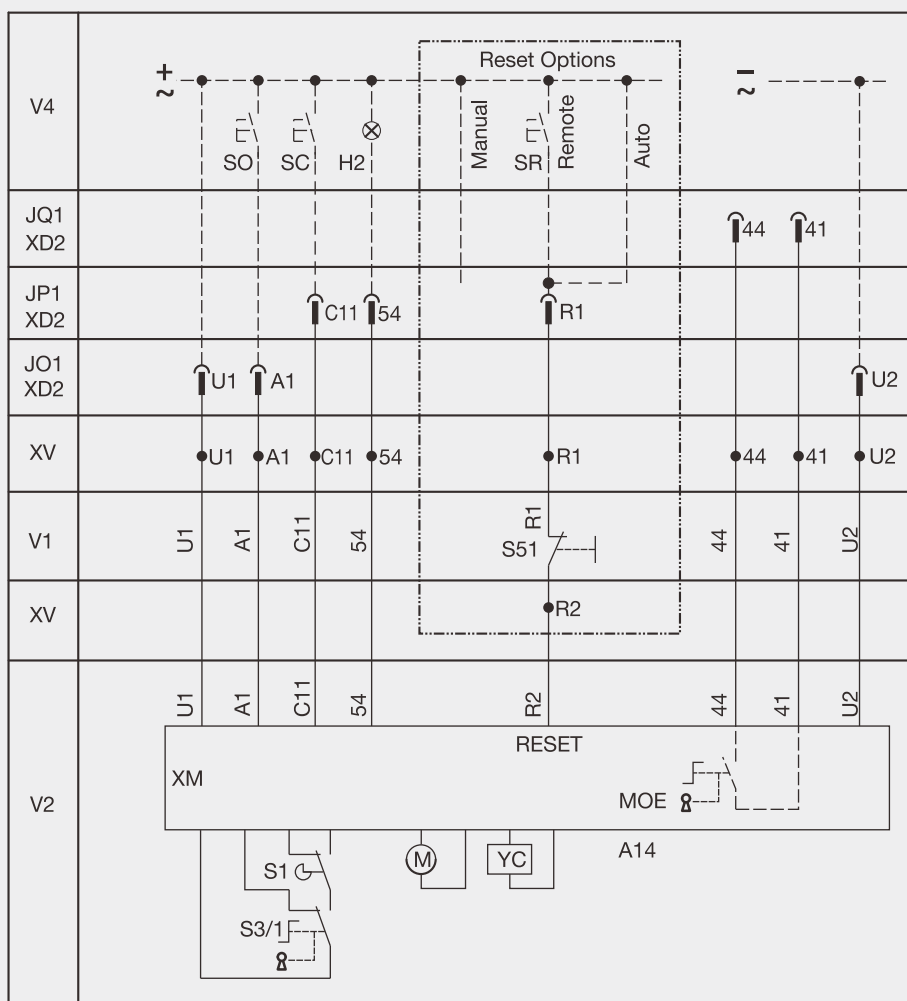 Reset Options
+
~
−
~
V4
SO
SC
H2
Manual
SR
Remote
Auto
JQ1
XD2
44
41
JP1
XD2
C11
54
R1
JO1
XD2
U1
A1
U2
XV
U1
A1
C11
54
R1
44
41
U2
V1
U1
A1
C11
54
R1
S51
44
41
U2
XV
R2
V2
U1
A1
C11
54
R2
44
41
U2
RESET
XM
MOE
A14
S1
M
YC
S3/1